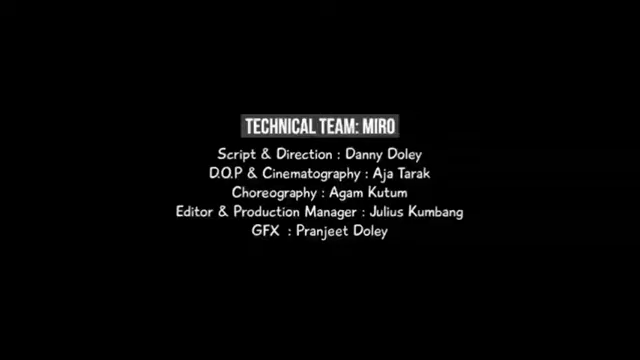 TECHNICAL TEAM: MIRO
Script & Direction : Danny Doley
D.O.P & Cinematography : Aja Tarak
Choreography : Agam Kutum
Editor & Production Manager : Julius Kumbang
GFX : Pranjeet Doley